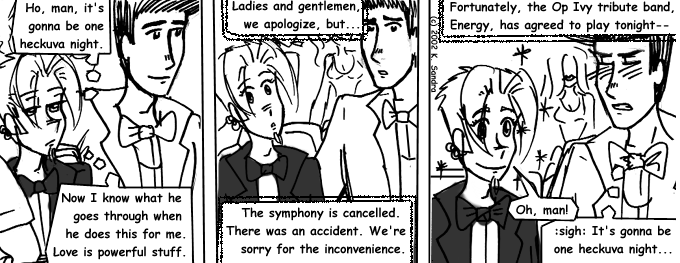 Ho, man, it's
gonna be one
heckuva night.
Now I know what he
goes through when
he does this for me.
Love is powerful stuff.
Ladies and gentlemen,
we apologize, but...
The symphony is cancelled.
There was an accident. We're
sorry for the inconvenience.
(c) 2002 K. Sandra
Fortunately, the Op Ivy tribute band,
Energy, has agreed to play tonight--
Oh, man!
:sigh: It's gonna be
one heckuva night...